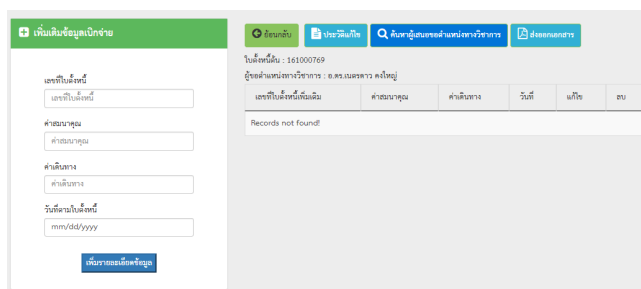 เพิ่มเติมข้อมูลเบิกจ่าย
เลขที่ใบตั้งหนี้
เลขที่ใบตั้งหนี้
ค่าสมนาคุณ
ค่าสมนาคุณ
ค่าเดินทาง
ค่าเดินทาง
วันที่ตามใบตั้งหนี้
mm/dd/yyyy
เพิ่มรายละเอียดข้อมูล
ย้อนกลับ ประวัติแก้ไข ค้นหาผู้เสนอขอตำแหน่งทางวิชาการ ส่งออกเอกสาร
ใบตั้งหนี้ต้น : 161000769
ผู้ขอตำแหน่งทางวิชาการ : อ.ดร.เนตรดาว คงใหญ่
เลขที่ใบตั้งหนี้เพิ่มเติม ค่าสมนาคุณ ค่าเดินทาง วันที่ แก้ไข ลบ
Records not found!